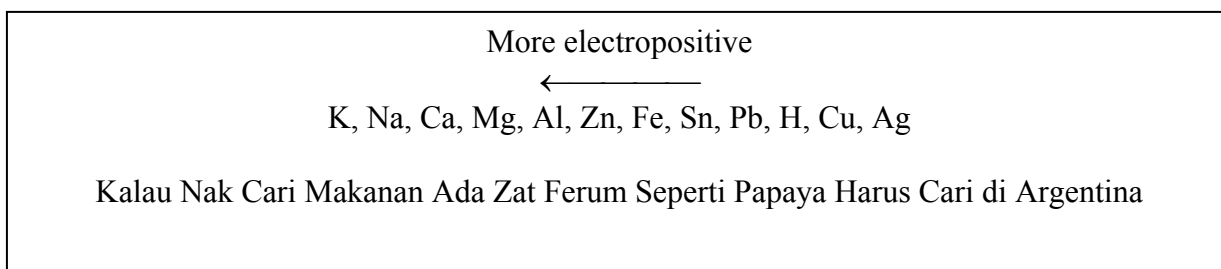 More electropositive
←
K, Na, Ca, Mg, Al, Zn, Fe, Sn, Pb, H, Cu, Ag
Kalau Nak Cari Makanan Ada Zat Ferum Seperti Papaya Harus Cari di Argentina